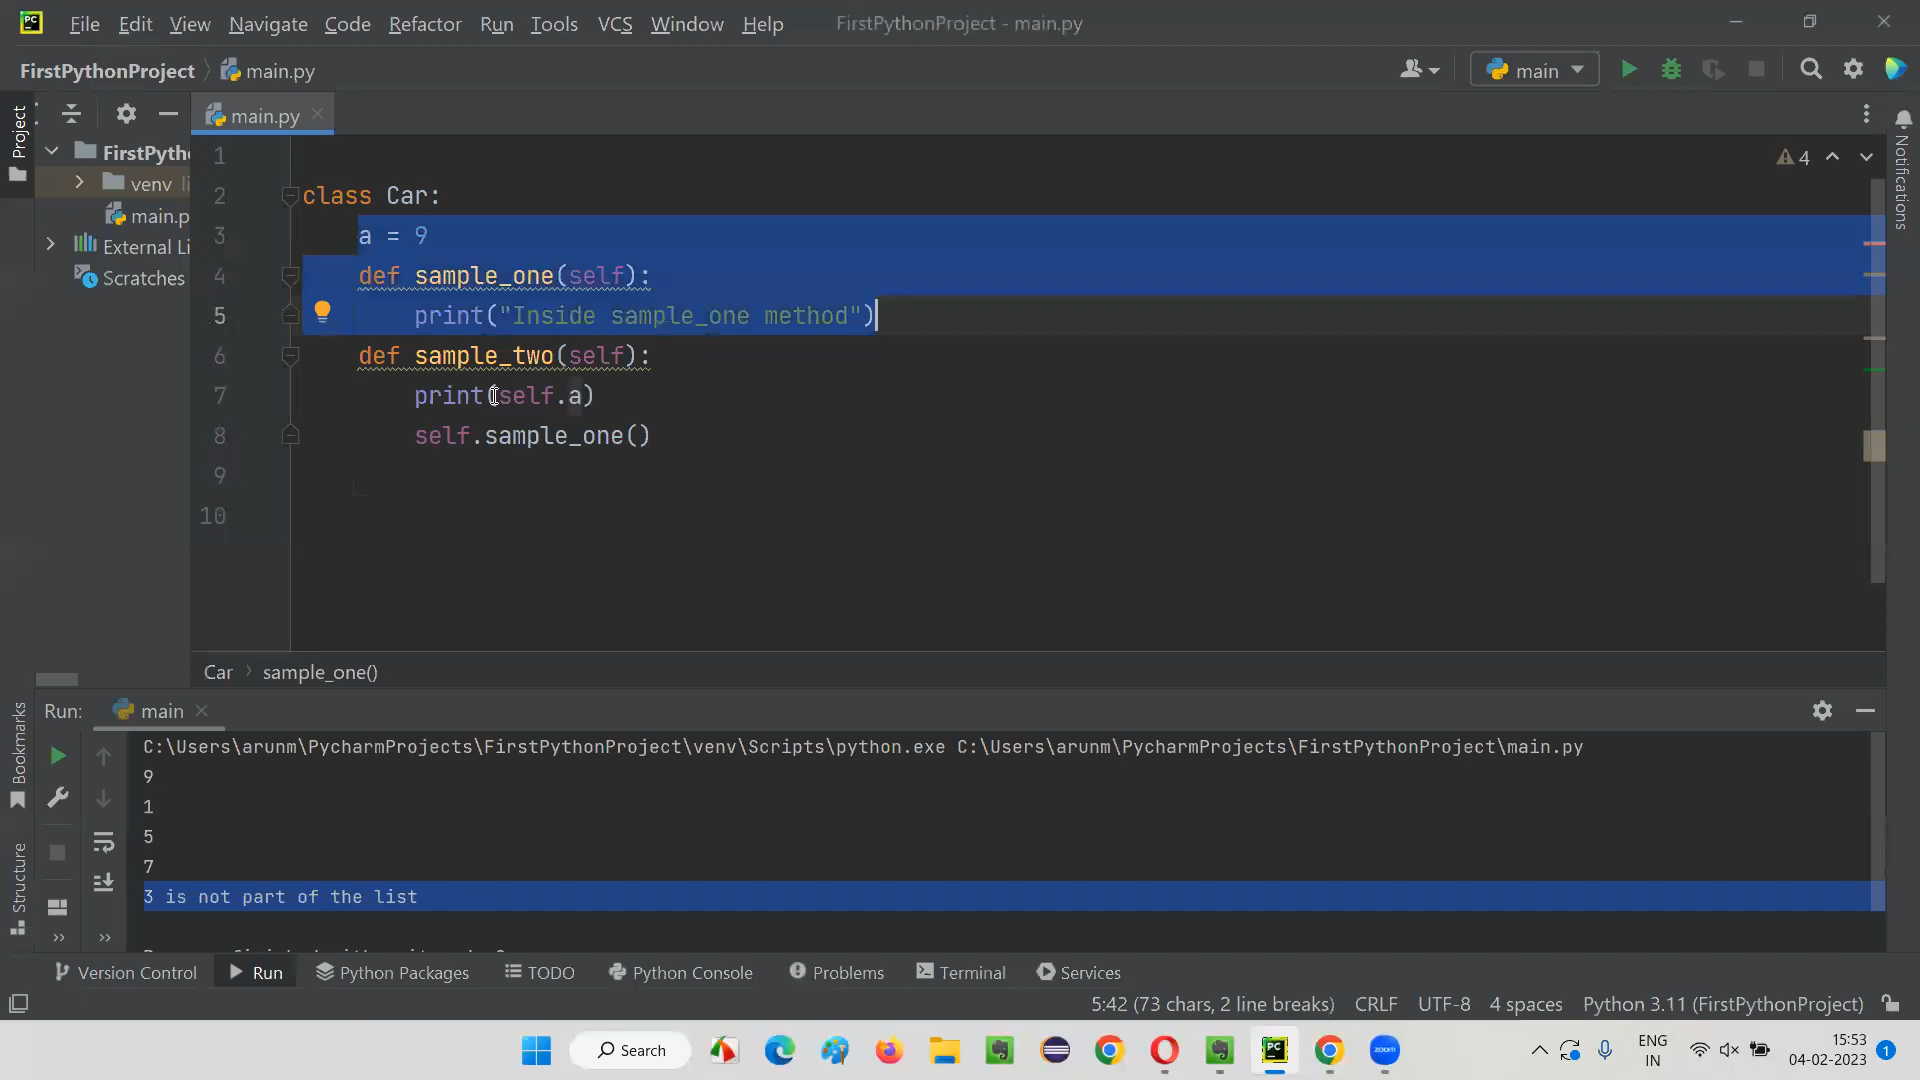 PC File Edit View Navigate Code Refactor Run Tools VCS Window Help FirstPythonProject - main.py
FirstPythonProject main.py main
main.py
Project
FirstPytho
venv li
main.p
External Li
Scratches
Notifications
4
1
2 class Car:
3 a = 9
4 def sample_one(self):
5 print("Inside sample_one method")
6 def sample_two(self):
7 print(self.a)
8 self.sample_one()
9
10
Car sample_one()
Run: main
Bookmarks
Structure
C:\Users\arunm\PycharmProjects\FirstPythonProject\venv\Scripts\python.exe C:\Users\arunm\PycharmProjects\FirstPythonProject\main.py
9
1
5
7
3 is not part of the list
Version Control Run Python Packages TODO Python Console Problems Terminal Services
5:42 (73 chars, 2 line breaks) CRLF UTF-8 4 spaces Python 3.11 (FirstPythonProject)
Search PC zoom ENG 15:53
IN 04-02-2023 1